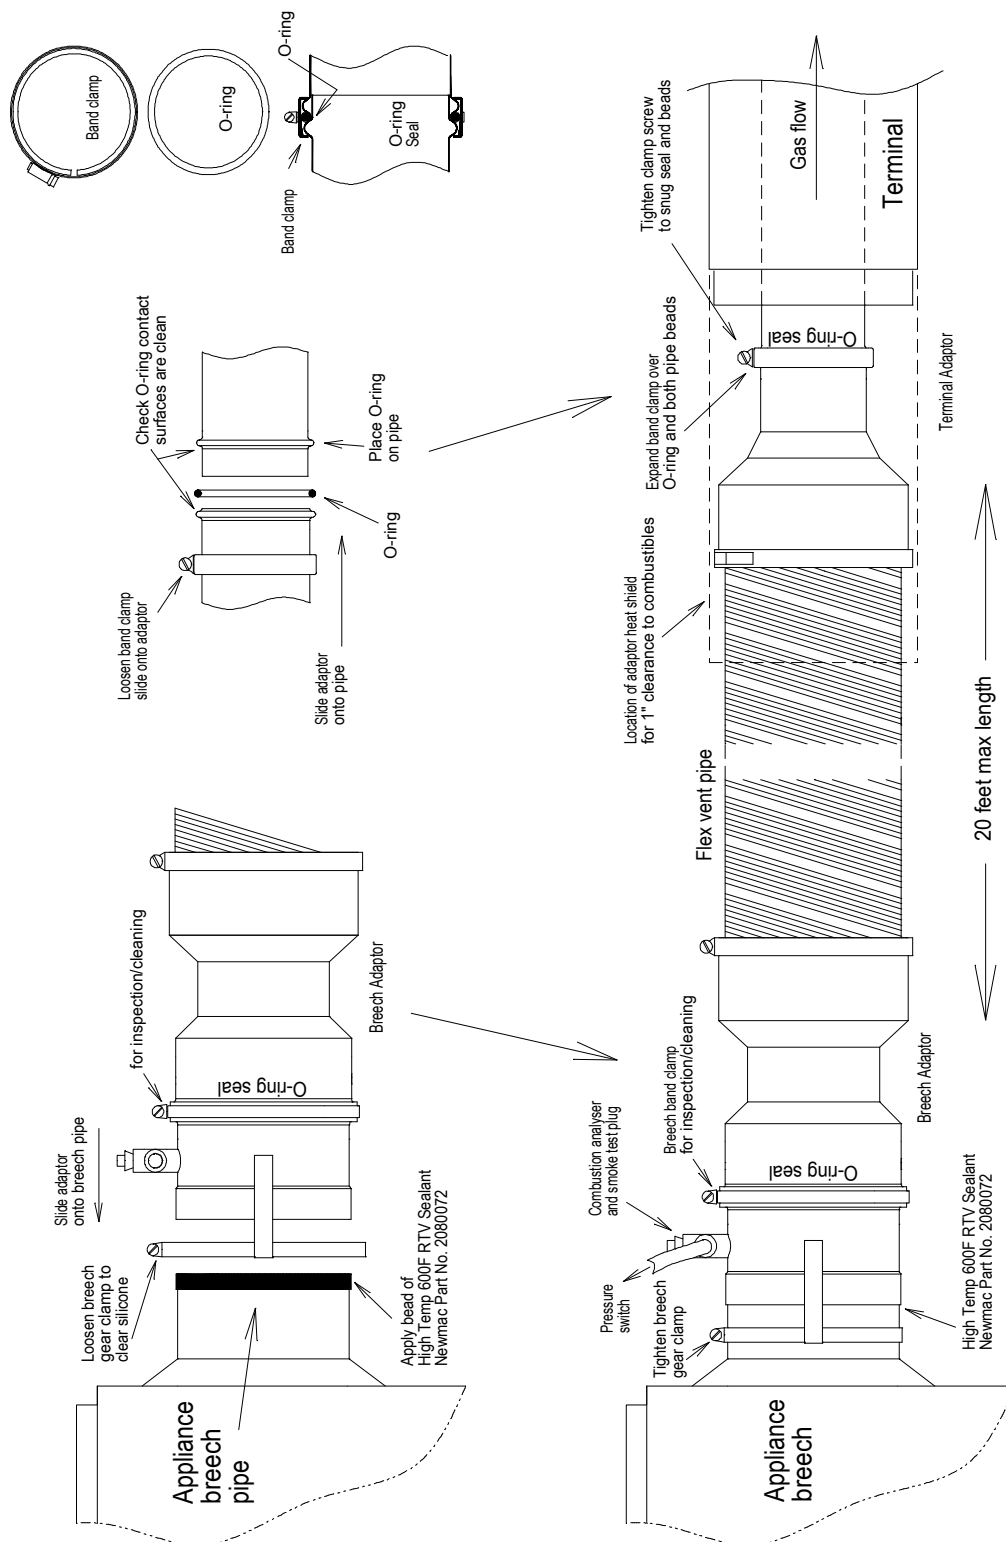 Appliance
breech
pipe
Loosen breech
gear clamp to
clear silicone
Slide adaptor
onto breech pipe
for inspection/cleaning
O-ring seal
Apply bead of
High Temp 600F RTV Sealant
Newmac Part No. 2080072
Breech Adaptor
Loosen band clamp
slide onto adaptor
Check O-ring contact
surfaces are clean
Slide adaptor
onto pipe
O-ring
Place O-ring
on pipe
Band clamp
O-ring
O-ring
O-ring
Seal
Band clamp
Appliance
breech
Tighten breech
gear clamp
Pressure
switch
Combustion analyser
and smoke test plug
Breech band clamp
for inspection/cleaning
O-ring seal
High Temp 600F RTV Sealant
Newmac Part No. 2080072
Breech Adaptor
Flex vent pipe
20 feet max length
Location of adaptor heat shield
for 1" clearance to combustibles
Expand band clamp over
O-ring and both pipe beads
Tighten clamp screw
to snug seal and beads
O-ring seal
Terminal Adaptor
Gas flow
Terminal